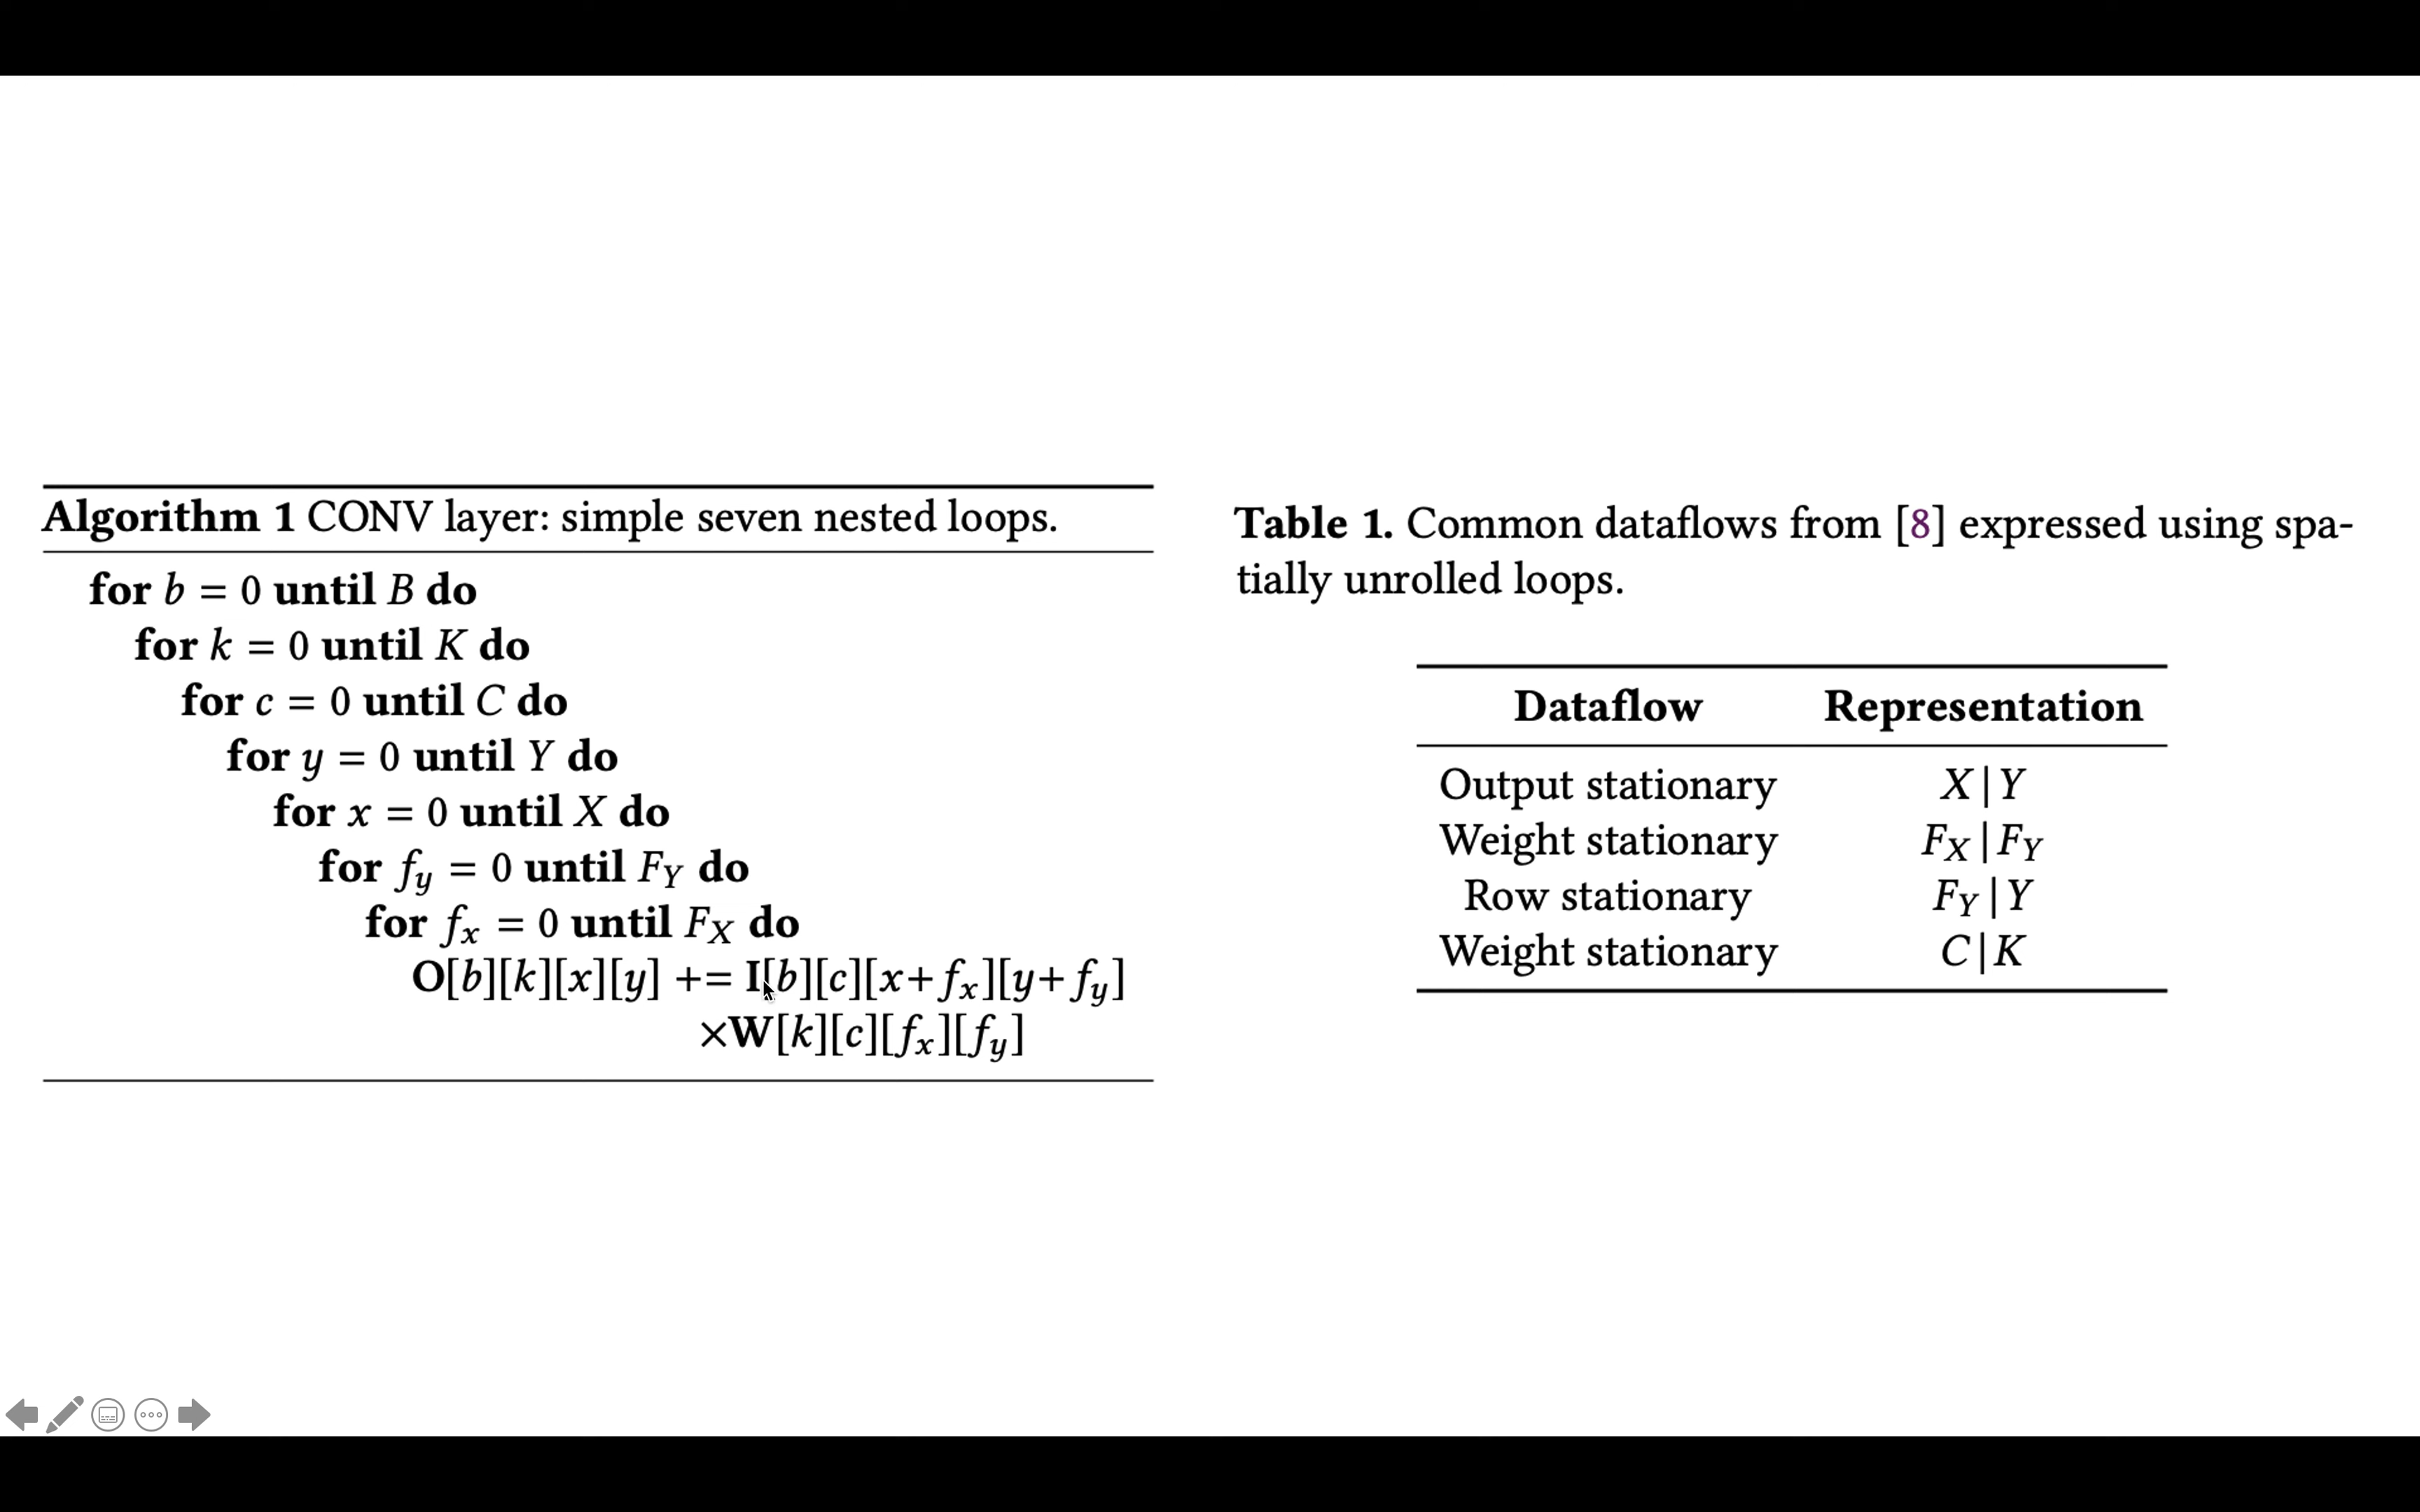 Algorithm 1 CONV layer: simple seven nested loops.
for b = 0 until B do
for k = 0 until K do
for c = 0 until C do
for y = 0 until Y do
for x = 0 until X do
for f_y = 0 until F_Y do
for f_x = 0 until F_X do
O[b][k][x][y] += I[b][c][x+f_x][y+f_y]
×W[k][c][f_x][f_y]
Table 1. Common dataflows from [8] expressed using spa-
tially unrolled loops.
Dataflow Representation
Output stationary X|Y
Weight stationary F_X|F_Y
Row stationary F_Y|Y
Weight stationary C|K